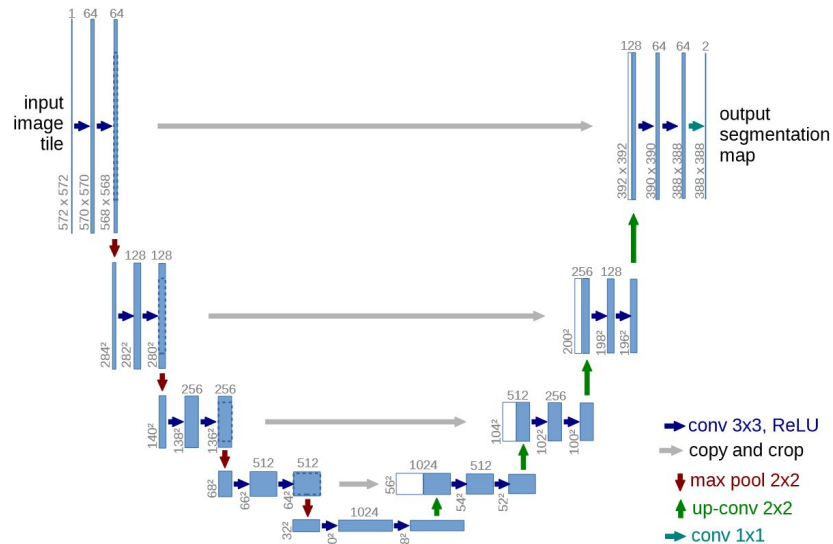 1 64 64
128 64 64 2
input
image
tile
output
segmentation
map
572 x 572
570 x 570
568 x 568
392 x 392
390 x 390
388 x 388
388 x 388
128 128
256 128
284²
282²
280²
200²
198²
196²
256 256
512 256
140²
138²
136²
104²
102²
100²
512 512
1024 512
68²
66²
64²
56²
54²
52²
1024
32²
0²
8²
conv 3x3, ReLU
copy and crop
max pool 2x2
up-conv 2x2
conv 1x1